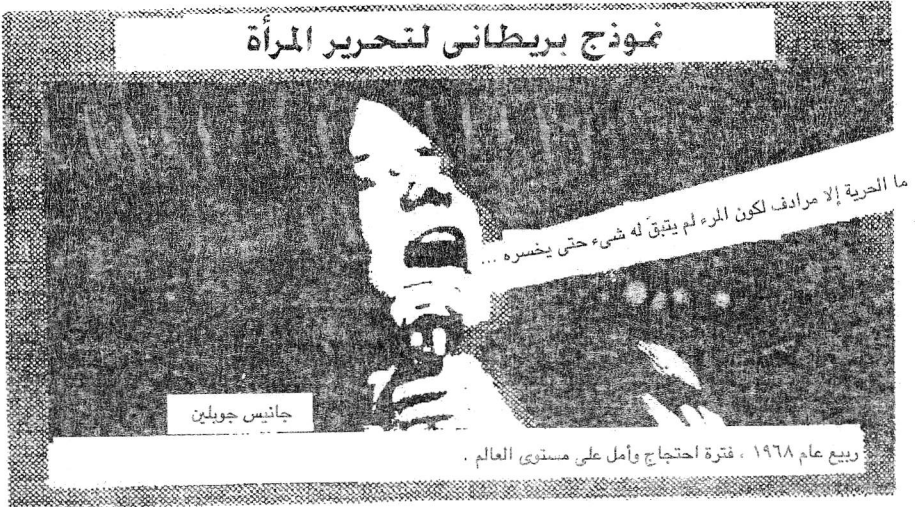 نموذج بريطانى لتحرير المرأة
ما الحرية إلا مرادف لكون المرء لم يتبقَ له شىء حتى يخسره ...
جانيس جوبلين
ربيع عام ١٩٦٨ ، فترة احتجاج وأمل على مستوى العالم .